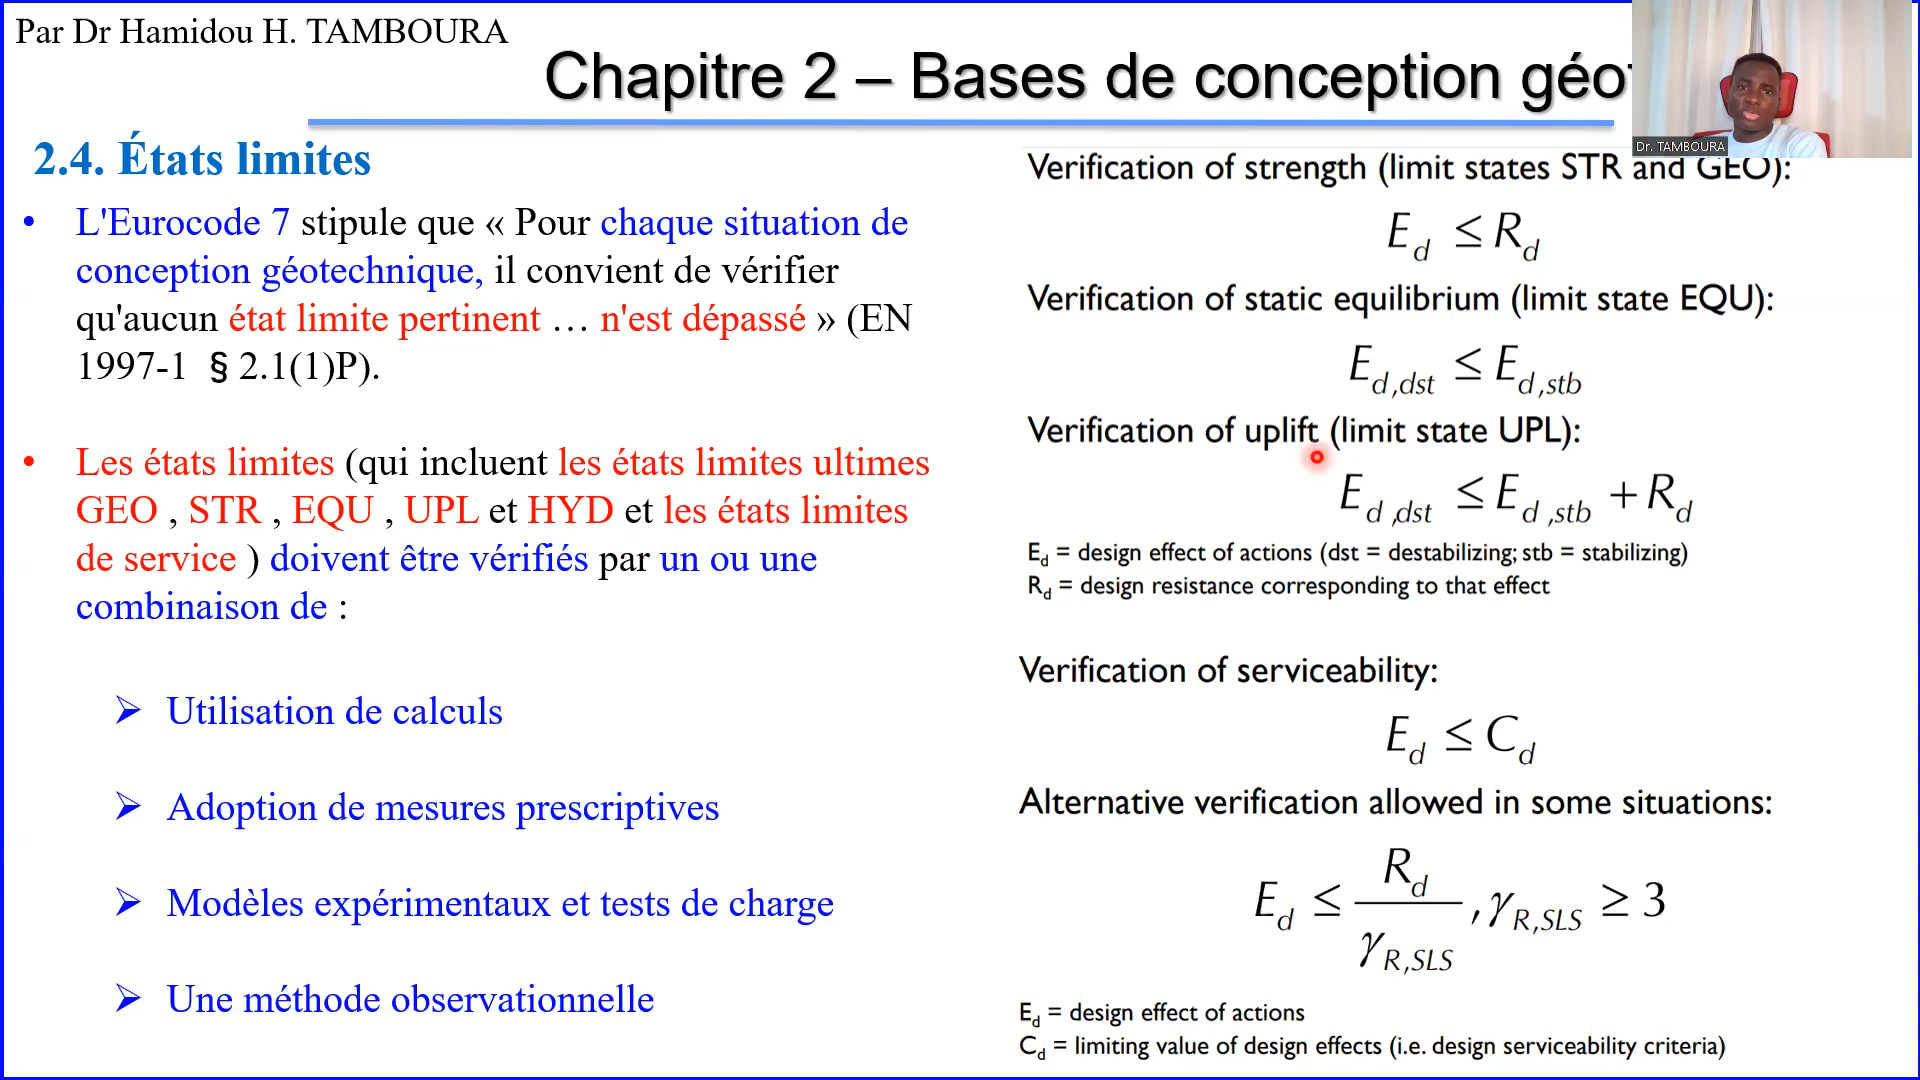 Par Dr Hamidou H. TAMBOURA
Chapitre 2 – Bases de conception géo
Dr. TAMBOURA
2.4. États limites
• L'Eurocode 7 stipule que « Pour chaque situation de
conception géotechnique, il convient de vérifier
qu'aucun état limite pertinent … n'est dépassé » (EN
1997-1 § 2.1(1)P).
• Les états limites (qui incluent les états limites ultimes
GEO , STR , EQU , UPL et HYD et les états limites
de service ) doivent être vérifiés par un ou une
combinaison de :
➢ Utilisation de calculs
➢ Adoption de mesures prescriptives
➢ Modèles expérimentaux et tests de charge
➢ Une méthode observationnelle
Verification of strength (limit states STR and GEO):
E_d ≤ R_d
Verification of static equilibrium (limit state EQU):
E_d,dst ≤ E_d,stb
Verification of uplift (limit state UPL):
E_d,dst ≤ E_d,stb + R_d
E_d = design effect of actions (dst = destabilizing; stb = stabilizing)
R_d = design resistance corresponding to that effect
Verification of serviceability:
E_d ≤ C_d
Alternative verification allowed in some situations:
E_d ≤ R_d / γ_R,SLS , γ_R,SLS ≥ 3
E_d = design effect of actions
C_d = limiting value of design effects (i.e. design serviceability criteria)